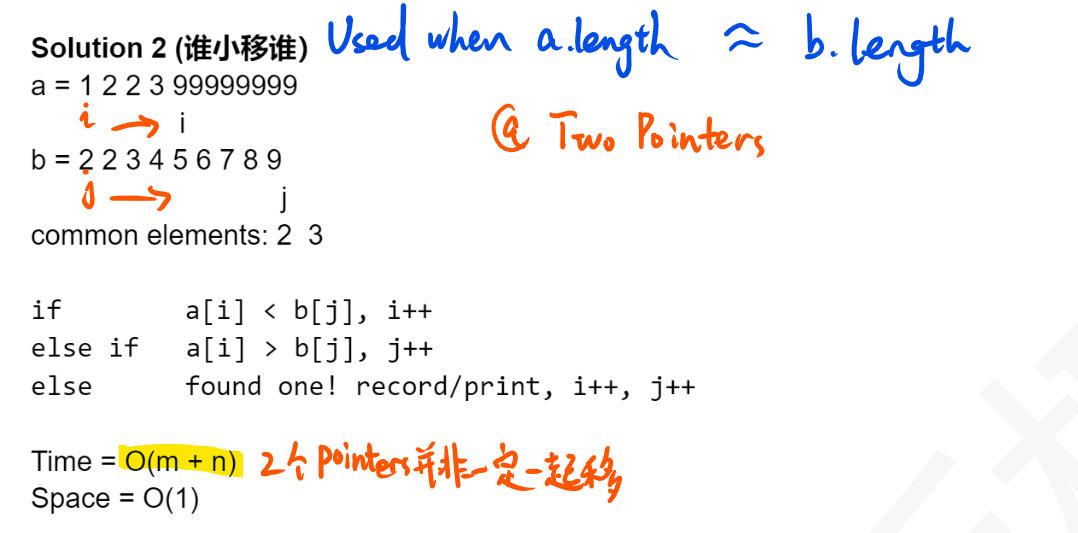 Solution 2 (谁小移谁) Used when a.length ≈ b.length
a = 1 2 2 3 99999999
i → i
@ Two Pointers
b = 2 2 3 4 5 6 7 8 9
j → j
common elements: 2 3
if a[i] < b[j], i++
else if a[i] > b[j], j++
else found one! record/print, i++, j++
Time = O(m + n) 2个pointers并非一定一起移
Space = O(1)